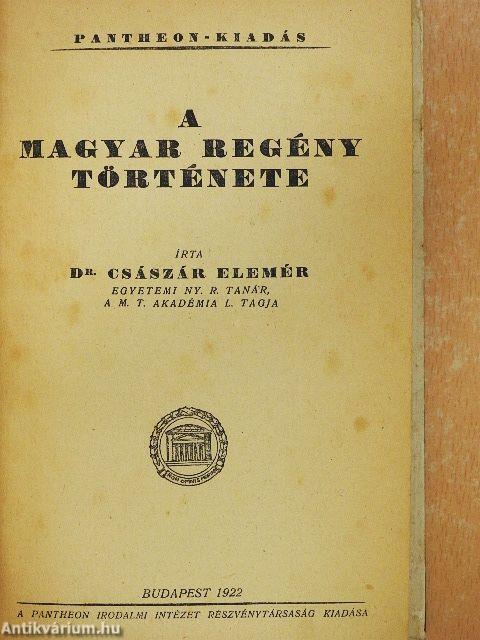 PANTHEON-KIADÁS
A
MAGYAR REGÉNY
TÖRTÉNETE
ÍRTA
DR. CSÁSZÁR ELEMÉR
EGYETEMI NY. R. TANÁR,
A M. T. AKADÉMIA L. TAGJA
BUDAPEST 1922
A PANTHEON IRODALMI INTÉZET RÉSZVÉNYTÁRSASÁG KIADÁSA
Antikvárium.hu